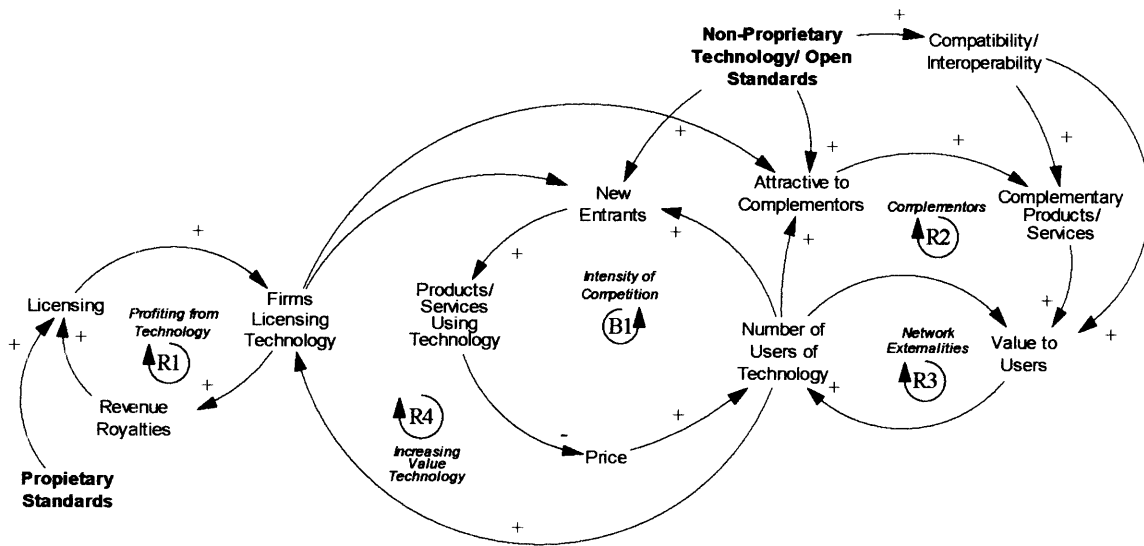 Non-Proprietary
Technology/ Open
Standards
+
Compatibility/
Interoperability
+
+
+
+
+
New
Entrants
Attractive to
Complementors
Complementors
R2
Complementary
Products/
Services
+
+
+
+
Licensing
Profiting from
Technology
R1
Firms
Licensing
Technology
Products/
Services
Using
Technology
Intensity of
Competition
B1
Number of
Users of
Technology
Network
Externalities
R3
Value to
Users
+
+
+
+
+
+
Revenue
Royalties
R4
Increasing
Value
Technology
-
Price
+
Propietary
Standards
+